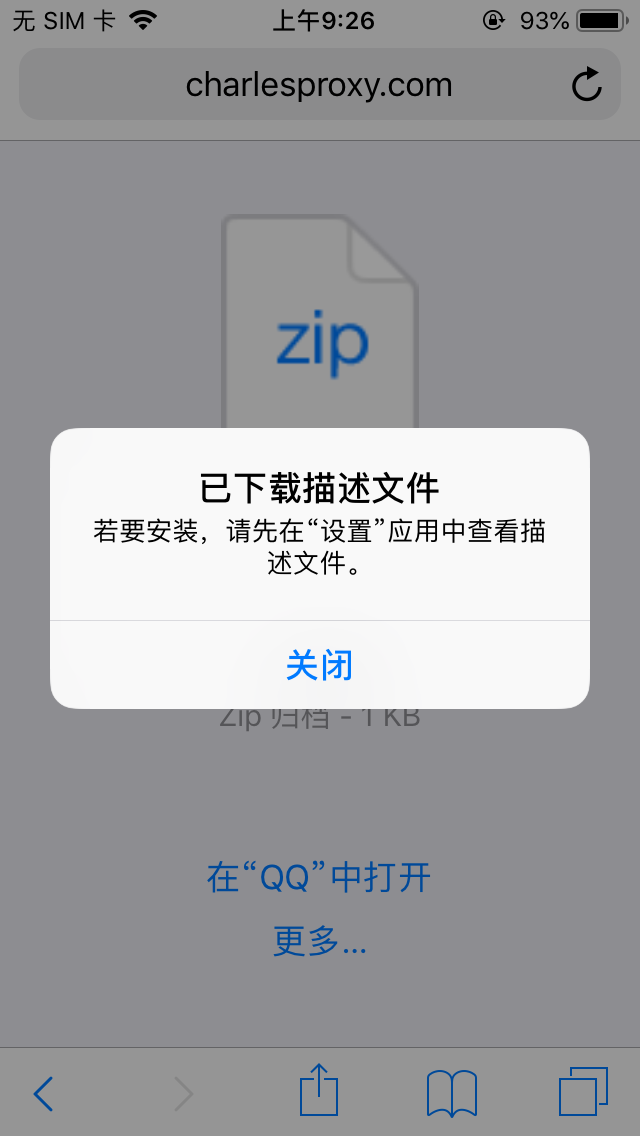 无 SIM 卡 上午9:26 93%
charlesproxy.com
zip
已下载描述文件
若要安装，请先在“设置”应用中查看描
述文件。
关闭
Zip 归档 - 1 KB
在“QQ”中打开
更多...